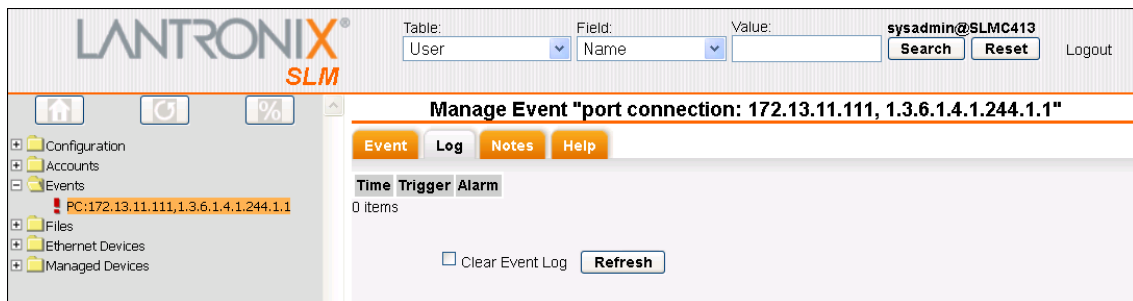 LANTRONIX®
SLM
Table: Field: Value: sysadmin@SLMC413
User Name Search Reset Logout
%
Manage Event "port connection: 172.13.11.111, 1.3.6.1.4.1.244.1.1"
Event Log Notes Help
Configuration
Accounts
Events
PC:172.13.11.111,1.3.6.1.4.1.244.1.1
Files
Ethernet Devices
Managed Devices
Time Trigger Alarm
0 items
Clear Event Log Refresh